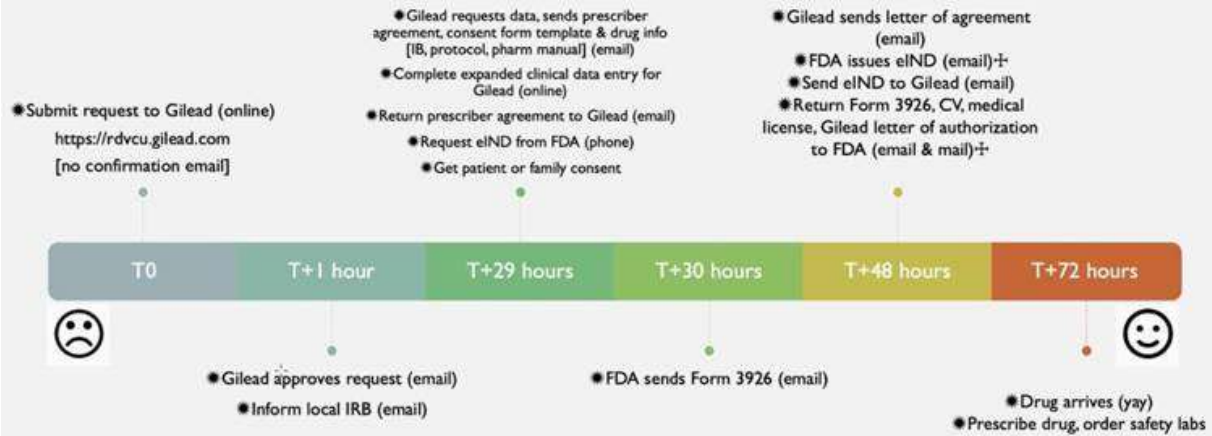 ✹Submit request to Gilead (online)
https://rdvcu.gilead.com
[no confirmation email]
✹Gilead requests data, sends prescriber
agreement, consent form template & drug info
[IB, protocol, pharm manual] (email)
✹Complete expanded clinical data entry for
Gilead (online)
✹Return prescriber agreement to Gilead (email)
✹Request eIND from FDA (phone)
✹Get patient or family consent
✹Gilead sends letter of agreement
(email)
✹FDA issues eIND (email)✢
✹Send eIND to Gilead (email)
✹Return Form 3926, CV, medical
license, Gilead letter of authorization
to FDA (email & mail)✢
T0
T+1 hour
T+29 hours
T+30 hours
T+48 hours
T+72 hours
✹Gilead approves request (email)
✹Inform local IRB (email)
✹FDA sends Form 3926 (email)
✹Drug arrives (yay)
✹Prescribe drug, order safety labs